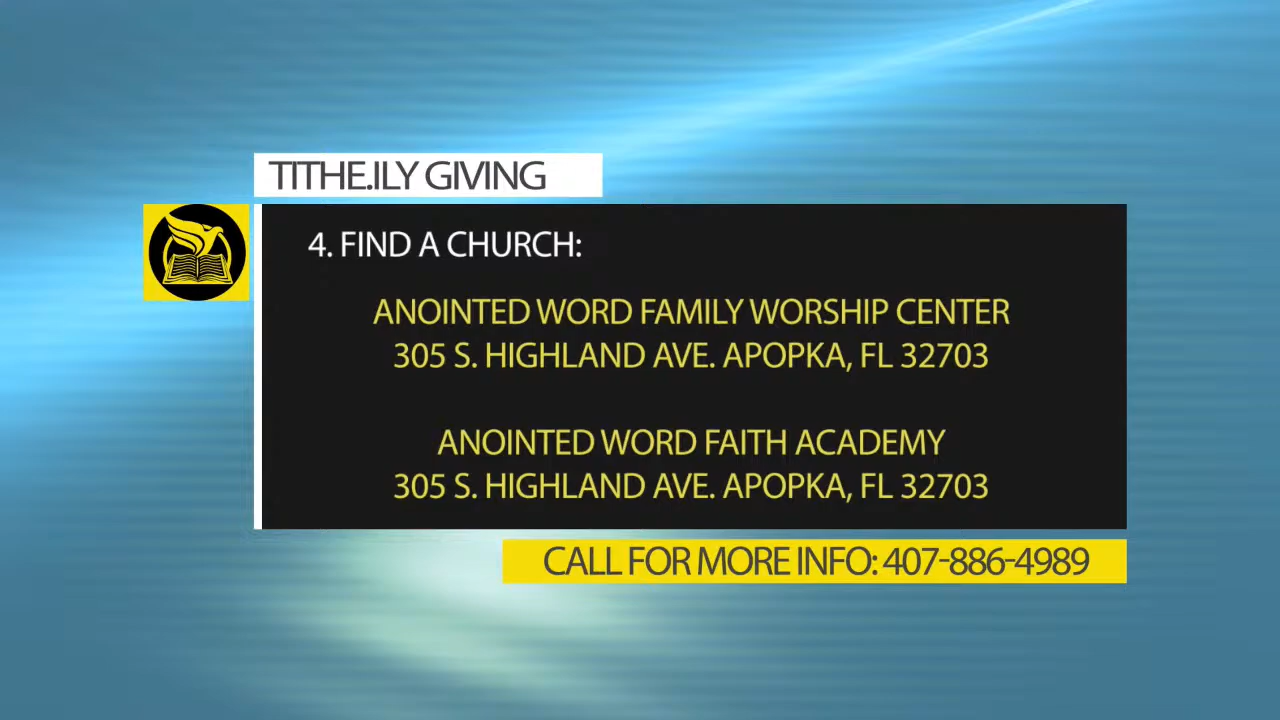 TITHE.ILY GIVING
4. FIND A CHURCH:
ANOINTED WORD FAMILY WORSHIP CENTER
305 S. HIGHLAND AVE. APOPKA, FL 32703
ANOINTED WORD FAITH ACADEMY
305 S. HIGHLAND AVE. APOPKA, FL 32703
CALL FOR MORE INFO: 407-886-4989